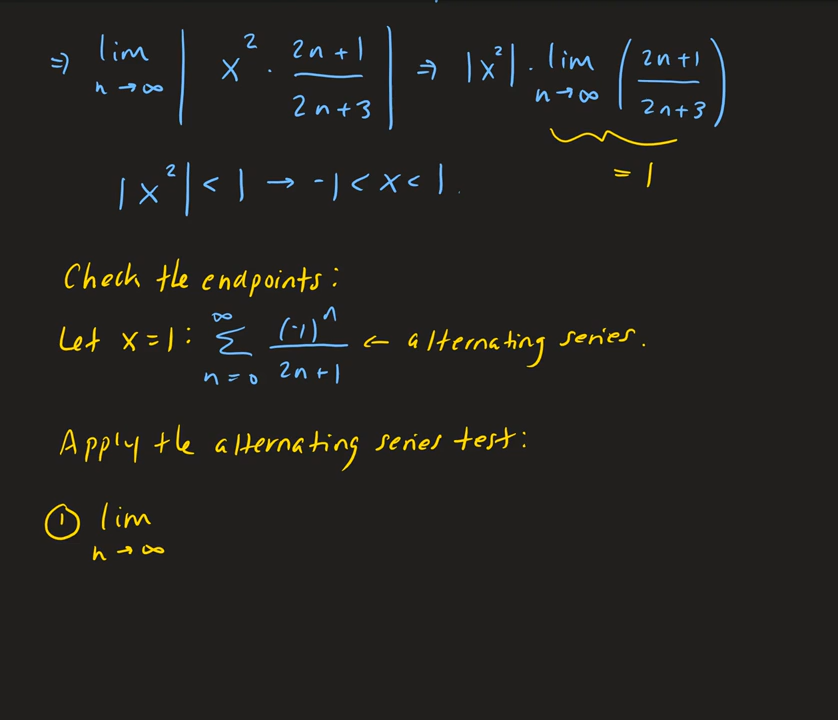 ⇒ lim n→∞ | x² · (2n+1)/(2n+3) | ⇒ |x²| · lim n→∞ ( (2n+1)/(2n+3) )
= 1
|x²| < 1 → -1 < x < 1.
Check the endpoints:
Let x = 1: ∑ n=0 ∞ (-1)ⁿ/(2n+1) ← alternating series.
Apply the alternating series test:
① lim n→∞